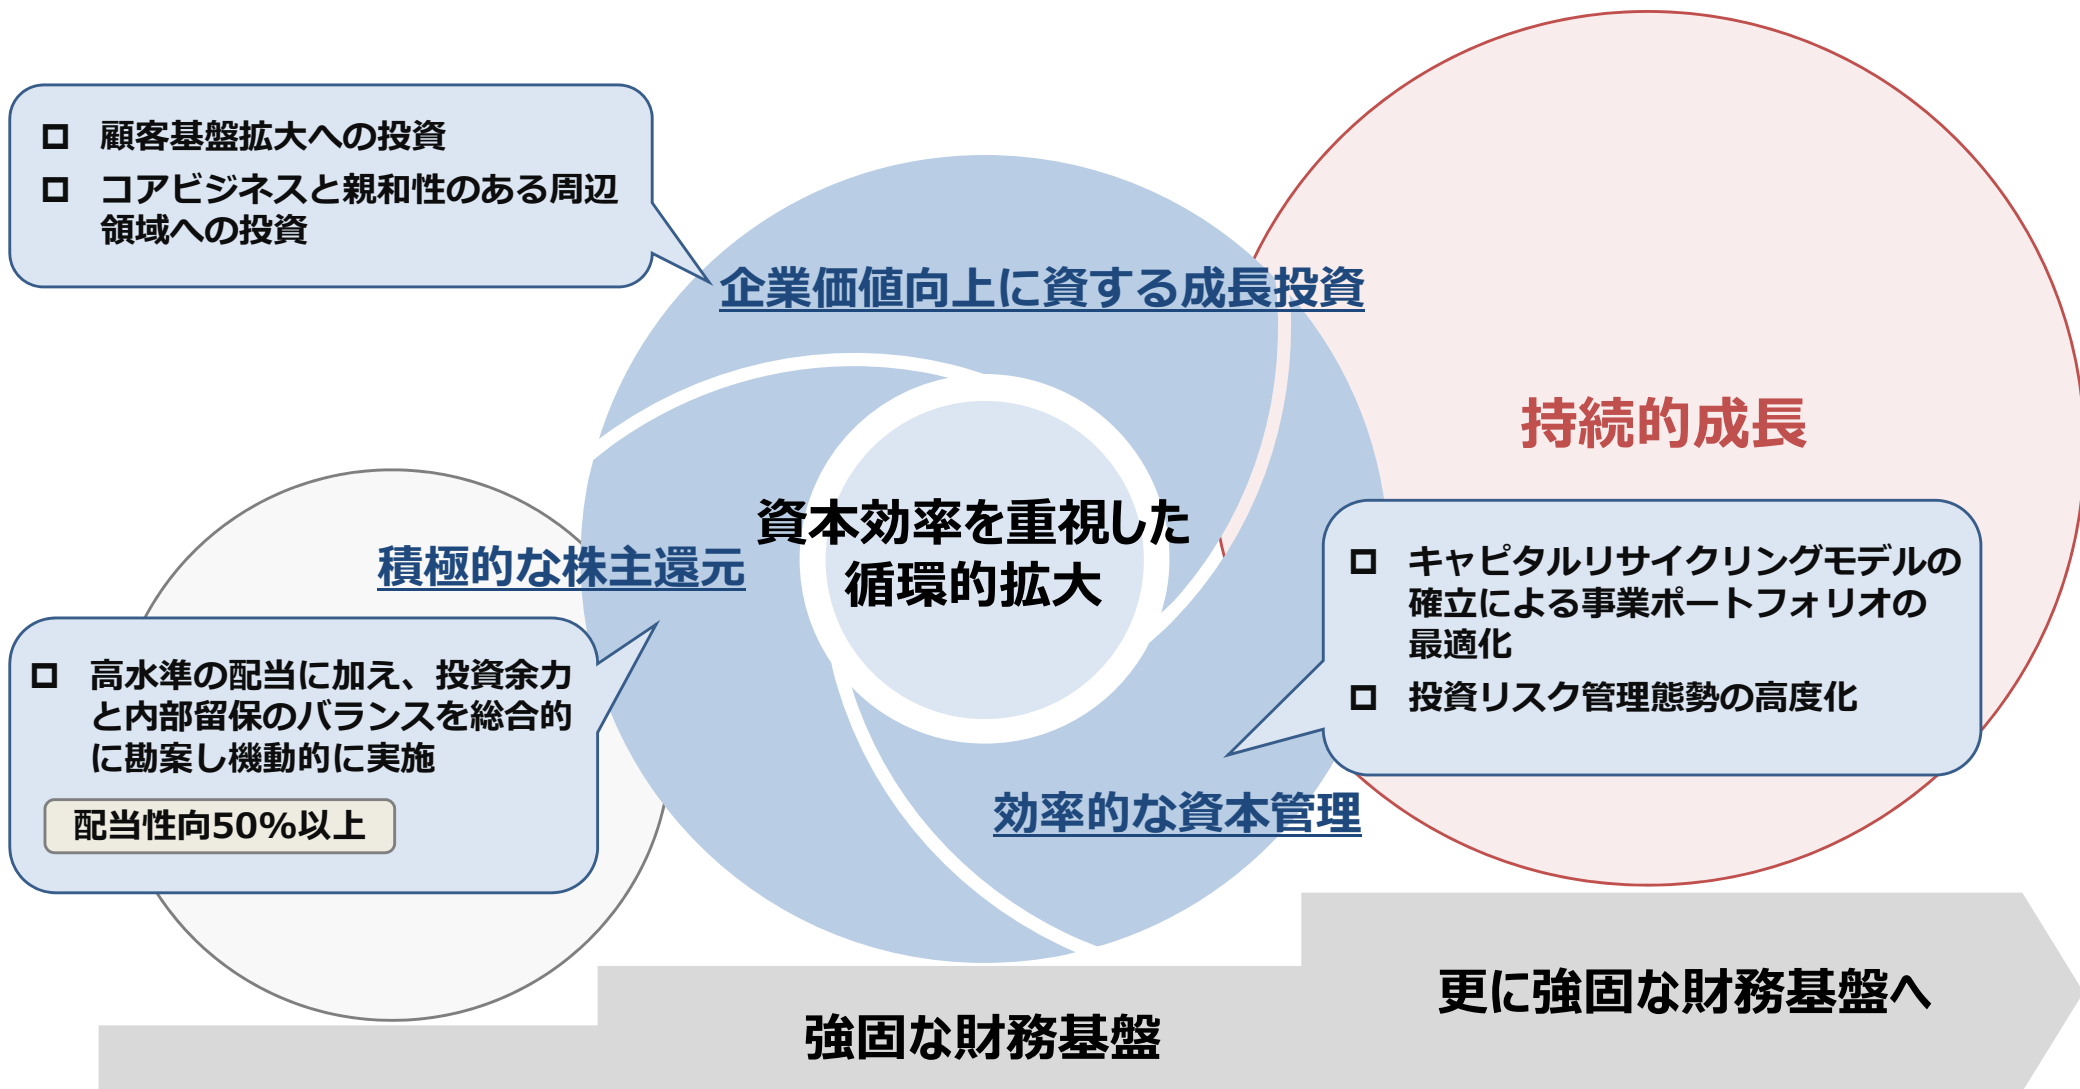 顧客基盤拡大への投資
コアビジネスと親和性のある周辺
領域への投資
企業価値向上に資する成長投資
持続的成長
資本効率を重視した
循環的拡大
積極的な株主還元
高水準の配当に加え、投資余力
と内部留保のバランスを総合的
に勘案し機動的に実施
配当性向50%以上
キャピタルリサイクリングモデルの
確立による事業ポートフォリオの
最適化
投資リスク管理態勢の高度化
効率的な資本管理
強固な財務基盤
更に強固な財務基盤へ